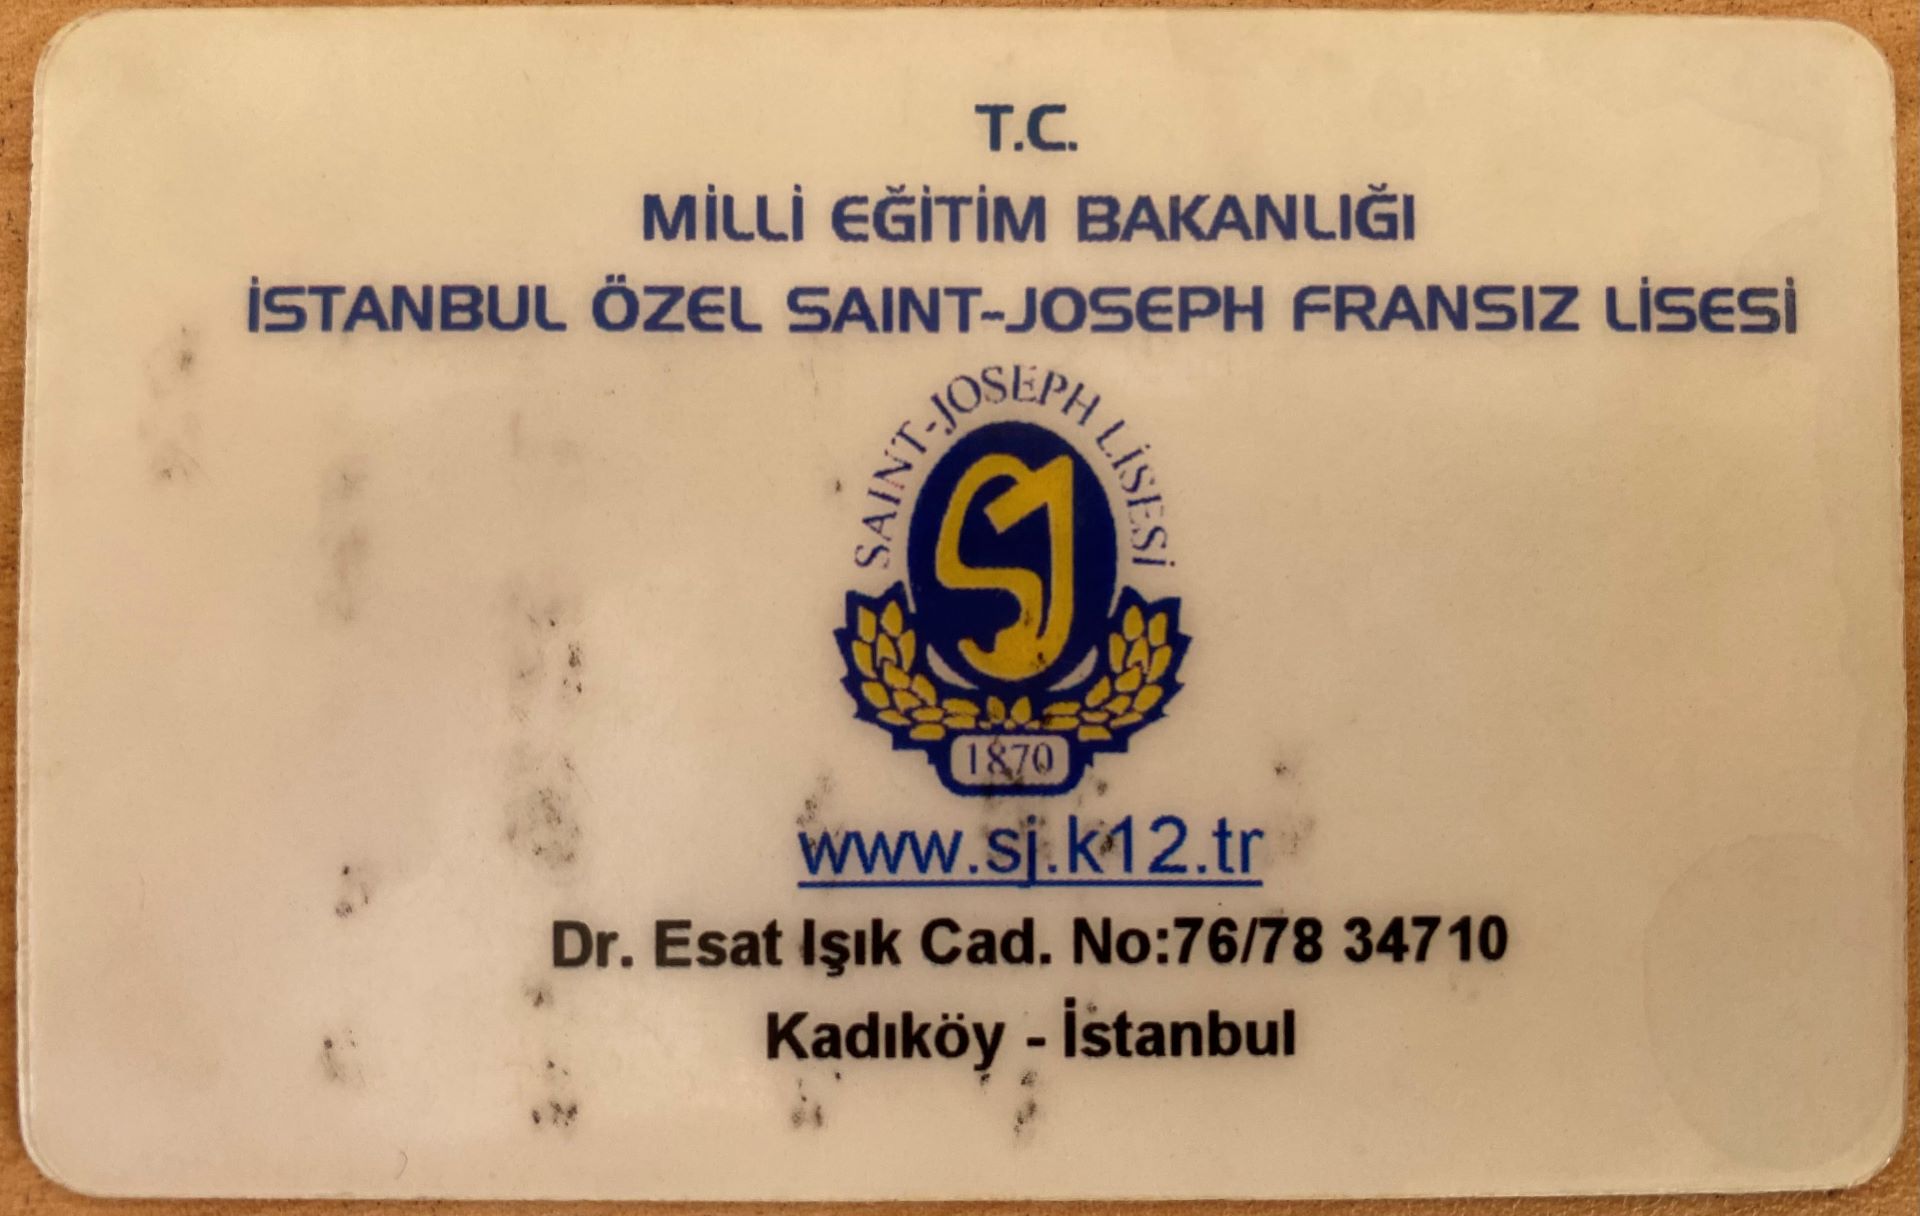 T.C.
MİLLİ EĞİTİM BAKANLIĞI
İSTANBUL ÖZEL SAINT-JOSEPH FRANSIZ LİSESİ
SAINT-JOSEPH LİSESİ
SJ
1870
www.sj.k12.tr
Dr. Esat Işık Cad. No:76/78 34710
Kadıköy - İstanbul